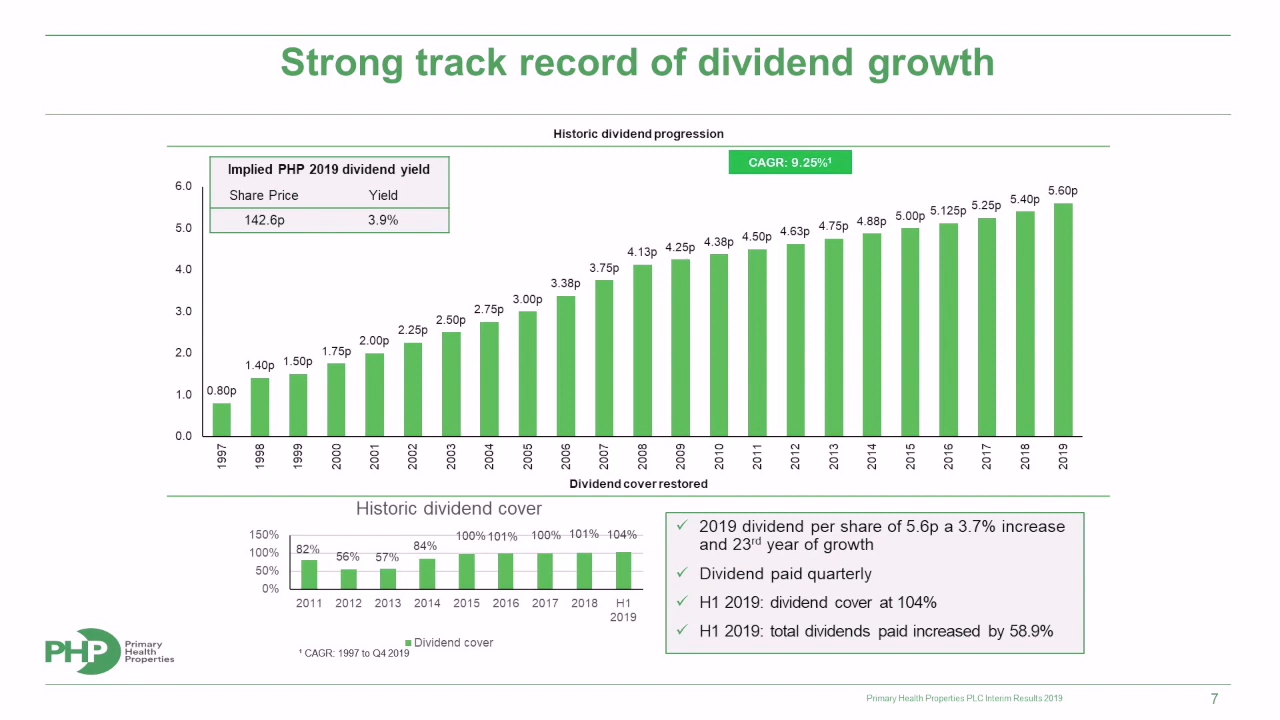 Strong track record of dividend growth
Historic dividend progression
CAGR: 9.25%¹
Implied PHP 2019 dividend yield
Share Price Yield
142.6p 3.9%
6.0
5.0
4.0
3.0
2.0
1.0
0.0
0.80p 1.40p 1.50p 1.75p 2.00p 2.25p 2.50p 2.75p 3.00p 3.38p 3.75p 4.13p 4.25p 4.38p 4.50p 4.63p 4.75p 4.88p 5.00p 5.125p 5.25p 5.40p 5.60p
1997 1998 1999 2000 2001 2002 2003 2004 2005 2006 2007 2008 2009 2010 2011 2012 2013 2014 2015 2016 2017 2018 2019
Dividend cover restored
Historic dividend cover
150%
100%
50%
0%
82% 56% 57% 84% 100% 101% 100% 101% 104%
2011 2012 2013 2014 2015 2016 2017 2018 H1
2019
Dividend cover
¹ CAGR: 1997 to Q4 2019
✓ 2019 dividend per share of 5.6p a 3.7% increase
and 23rd year of growth
✓ Dividend paid quarterly
✓ H1 2019: dividend cover at 104%
✓ H1 2019: total dividends paid increased by 58.9%
PHP
Primary
Health
Properties
Primary Health Properties PLC Interim Results 2019
7